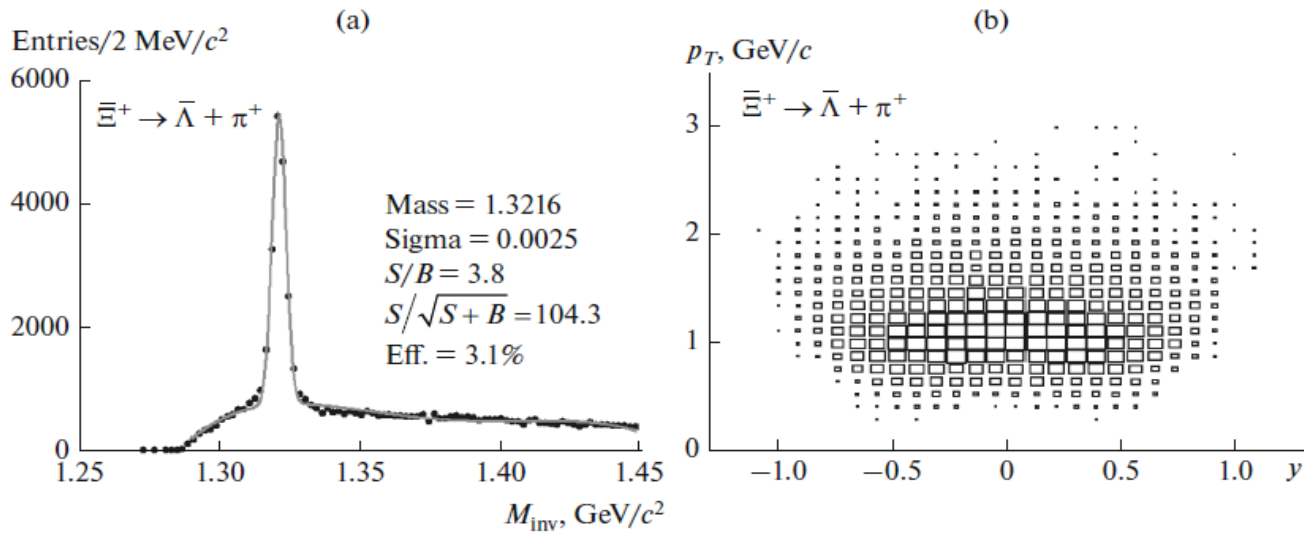 (a)
Entries/2 MeV/c²
6000
4000
2000
0
Ξ̄⁺ → Λ̄ + π⁺
Mass = 1.3216
Sigma = 0.0025
S/B = 3.8
S/√(S + B) = 104.3
Eff. = 3.1%
1.25 1.30 1.35 1.40 1.45
M_inv, GeV/c²
(b)
p_T, GeV/c
Ξ̄⁺ → Λ̄ + π⁺
3
2
1
0
−1.0 −0.5 0 0.5 1.0 y